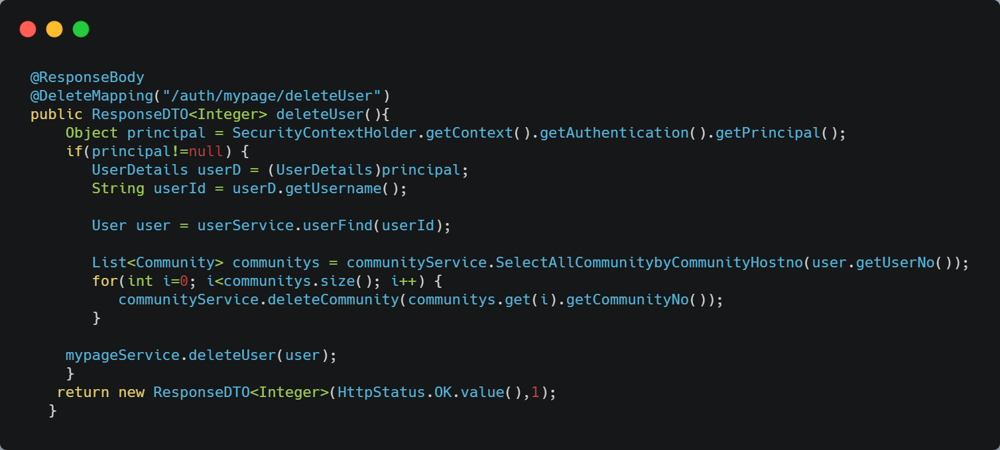 @ResponseBody
@DeleteMapping("/auth/mypage/deleteUser")
public ResponseDTO<Integer> deleteUser(){
    Object principal = SecurityContextHolder.getContext().getAuthentication().getPrincipal();
    if(principal!=null) {
       UserDetails userD = (UserDetails)principal;
       String userId = userD.getUsername();

       User user = userService.userFind(userId);

       List<Community> communitys = communityService.SelectAllCommunitybyCommunityHostno(user.getUserNo());
       for(int i=0; i<communitys.size(); i++) {
          communityService.deleteCommunity(communitys.get(i).getCommunityNo());
       }

    mypageService.deleteUser(user);
    }
   return new ResponseDTO<Integer>(HttpStatus.OK.value(),1);
  }